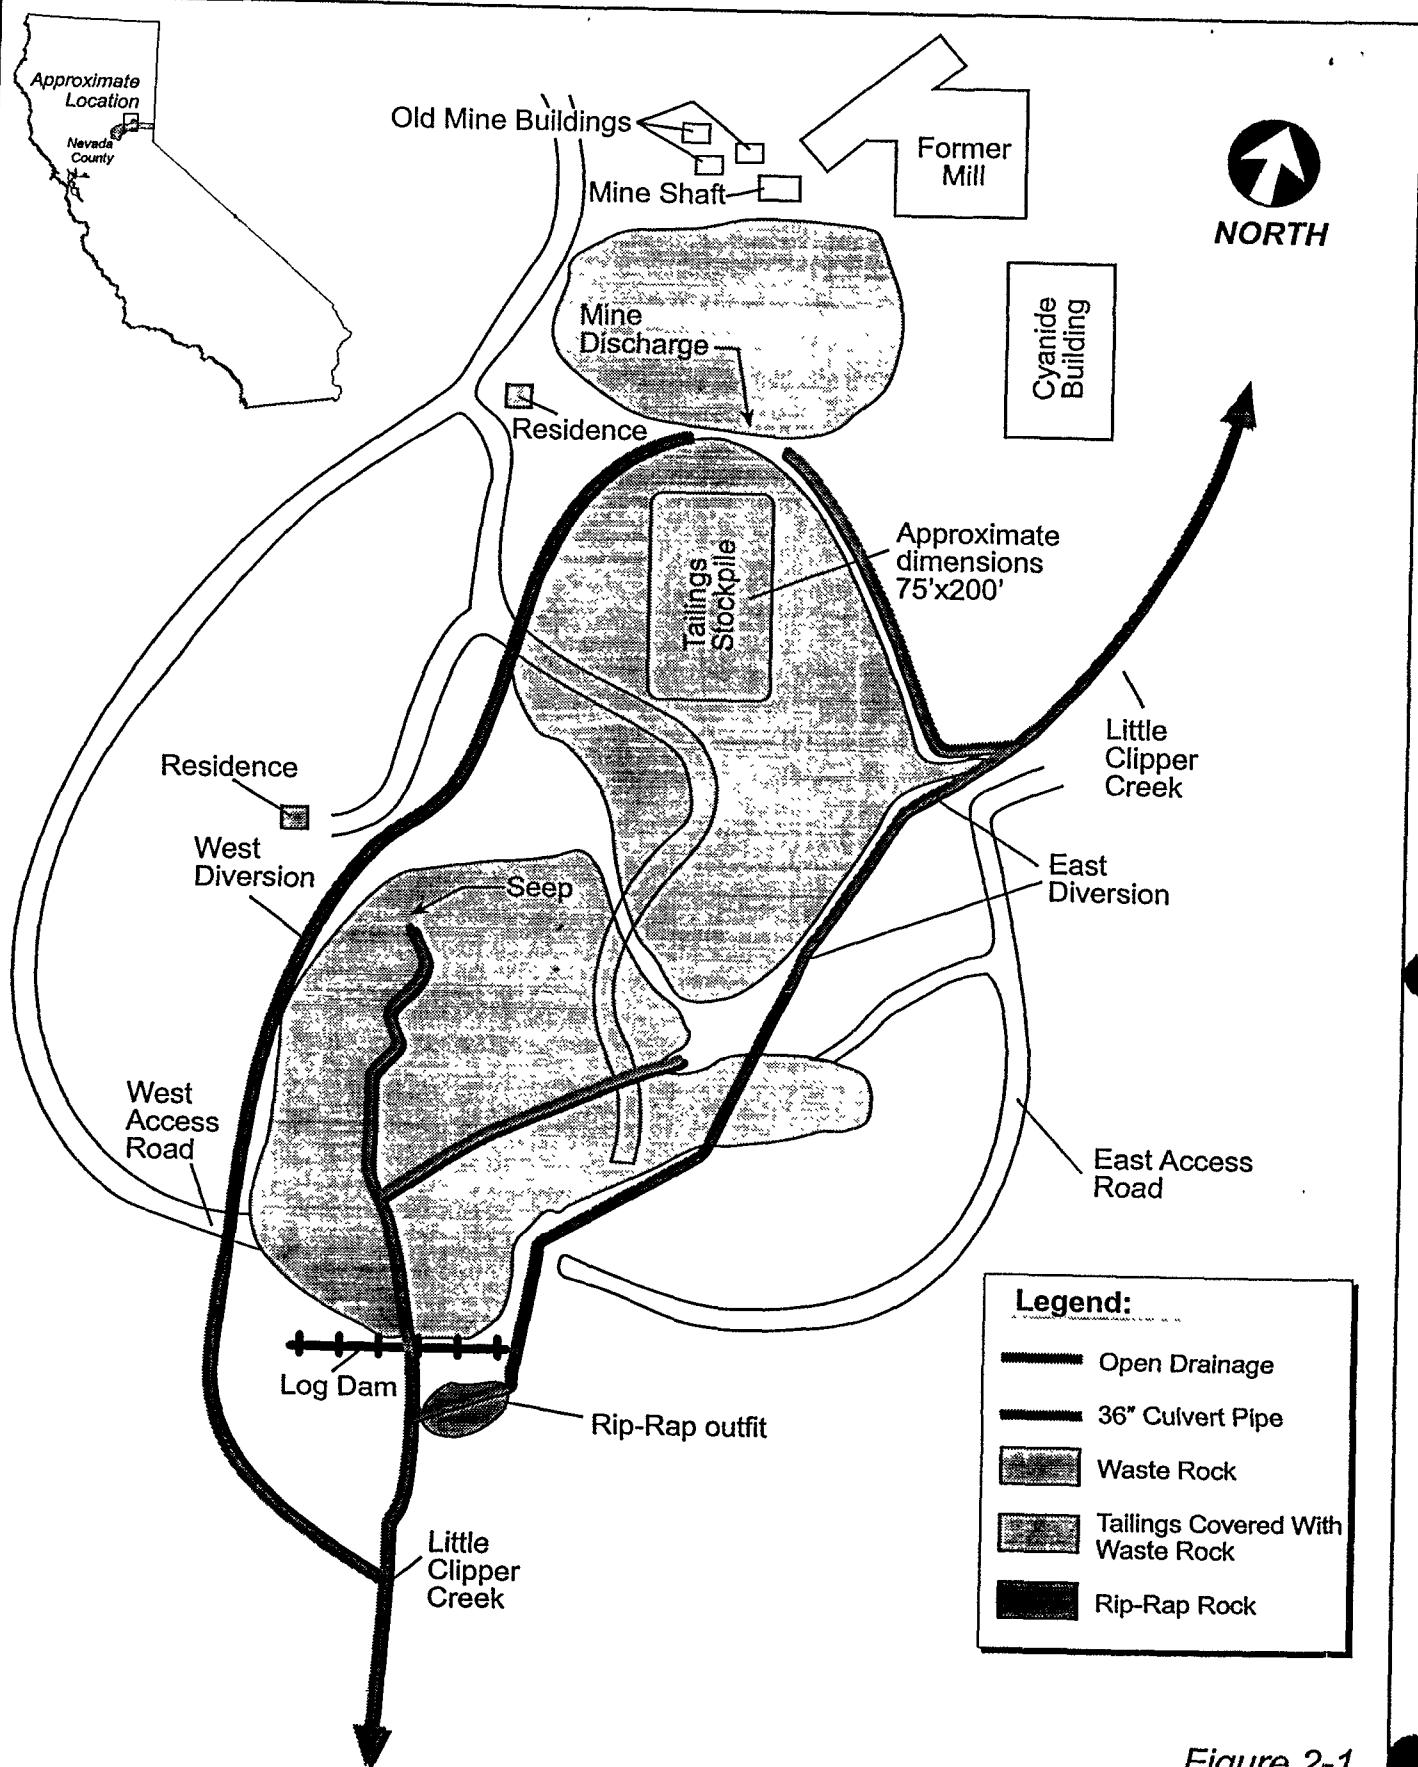 Approximate
Location
Nevada
County
Old Mine Buildings
Mine Shaft
Former
Mill
NORTH
Mine
Discharge
Cyanide
Building
Residence
Tailings
Stockpile
Approximate
dimensions
75'x200'
Little
Clipper
Creek
Residence
West
Diversion
Seep
East
Diversion
West
Access
Road
East Access
Road
Log Dam
Rip-Rap outfit
Little
Clipper
Creek
Legend:
Open Drainage
36" Culvert Pipe
Waste Rock
Tailings Covered With
Waste Rock
Rip-Rap Rock
Figure 2-1